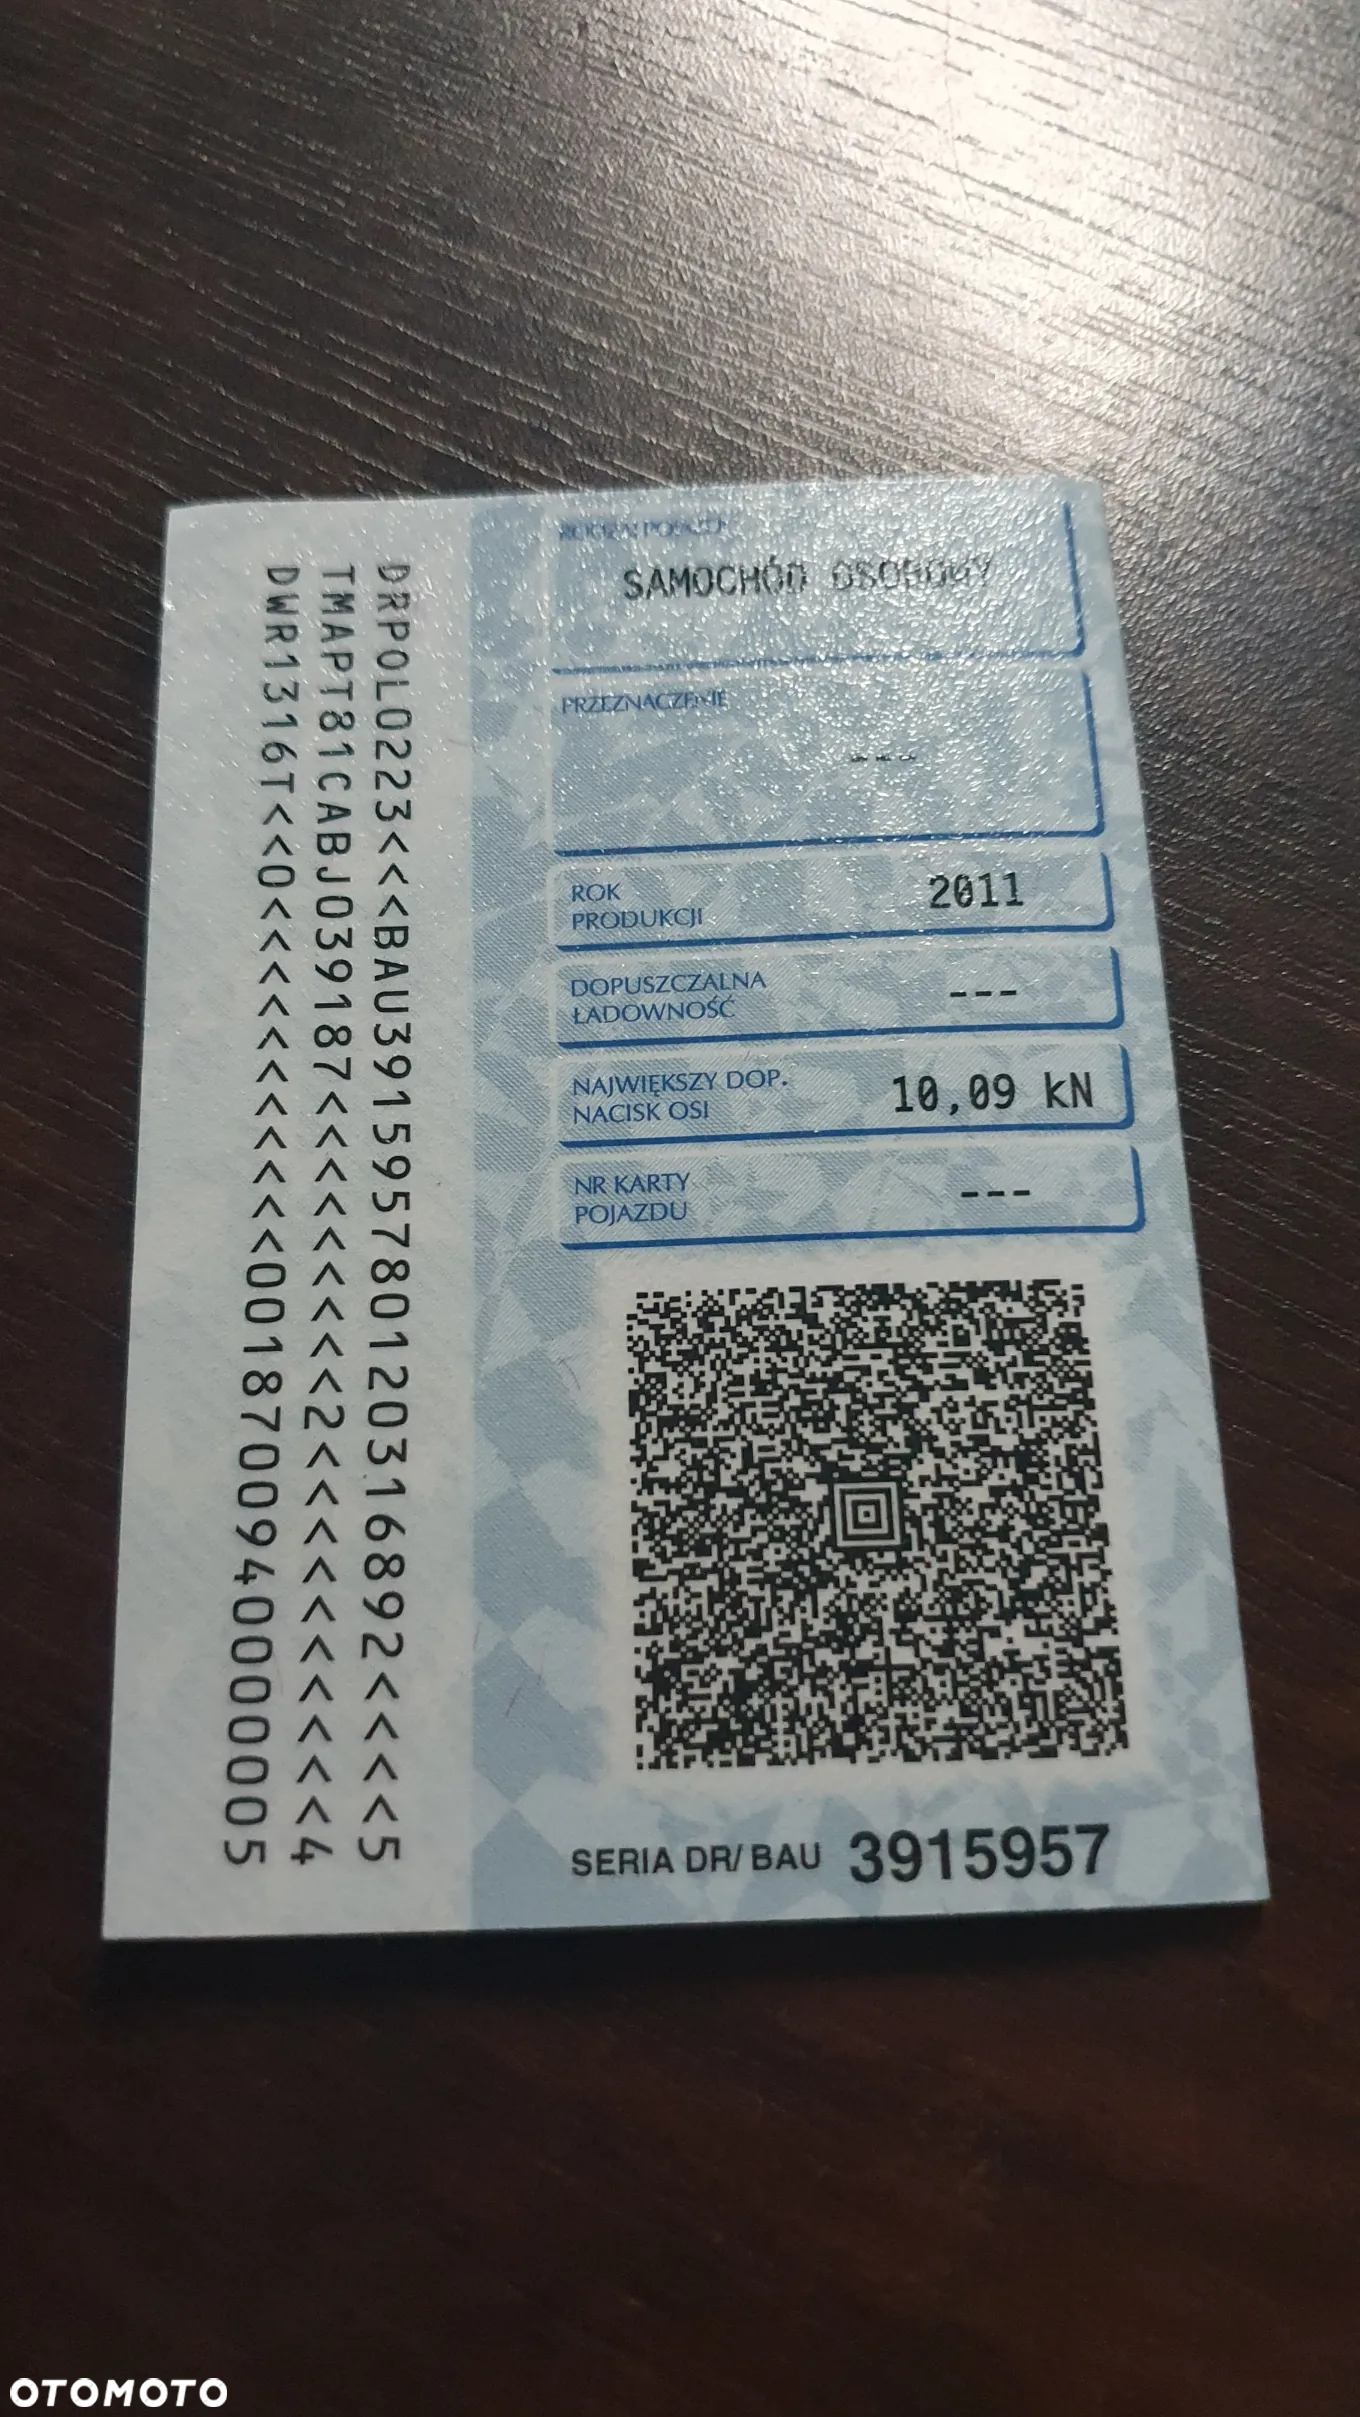 RODZAJ POJAZDU
SAMOCHÓD OSOBOWY
PRZEZNACZENIE
---
ROK
PRODUKCJI
2011
DOPUSZCZALNA
ŁADOWNOŚĆ
---
NAJWIĘKSZY DOP.
NACISK OSI
10,09 kN
NR KARTY
POJAZDU
---
SERIA DR/BAU 3915957
DRPOL0223<<<BAU391595780120316892<<<<5
TMAPT81CABJ039187<<<<<<<<2<<<<<<<<<<<4
DWR1316T<<0<<<<<<<<<<<<001870094000005
OTOMOTO